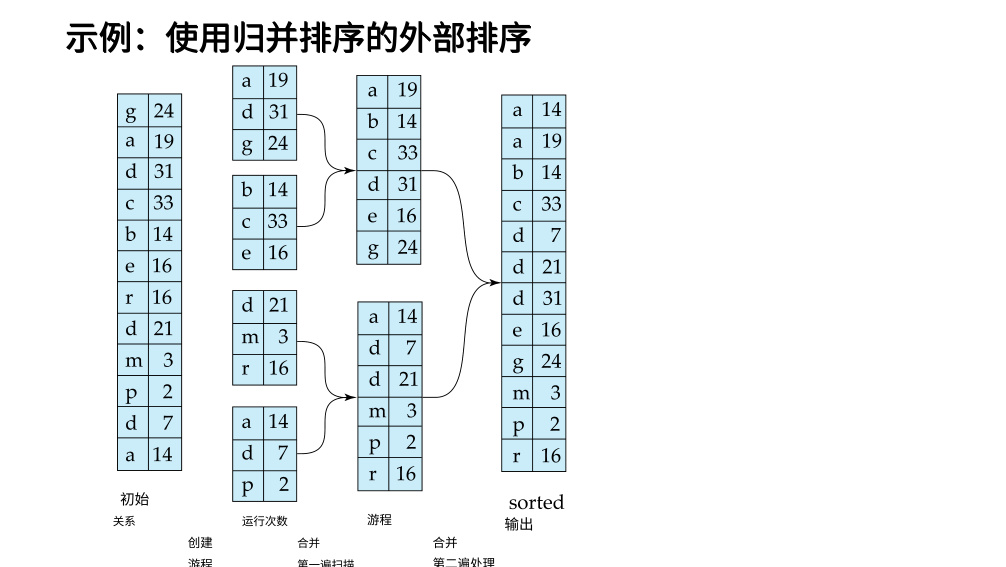 示例：使用归并排序的外部排序
g 24
a 19
d 31
c 33
b 14
e 16
r 16
d 21
m 3
p 2
d 7
a 14
初始
关系
a 19
d 31
g 24
b 14
c 33
e 16
d 21
m 3
r 16
a 14
d 7
p 2
运行次数
a 19
b 14
c 33
d 31
e 16
g 24
a 14
d 7
d 21
m 3
p 2
r 16
游程
a 14
a 19
b 14
c 33
d 7
d 21
d 31
e 16
g 24
m 3
p 2
r 16
sorted
输出
创建
游程
合并
第一遍扫描
合并
第二遍处理